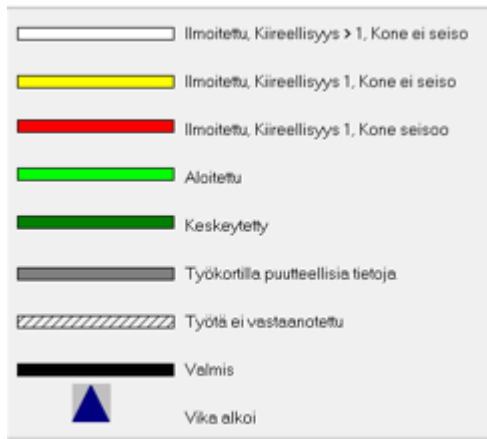 Ilmoitettu, Kiireellisyys > 1, Kone ei seiso
Ilmoitettu, Kiireellisyys 1, Kone ei seiso
Ilmoitettu, Kiireellisyys 1, Kone seisoo
Aloitettu
Keskeytetty
Työkortilla puutteellisia tietoja
Työtä ei vastaanotettu
Valmis
Vika alkoi